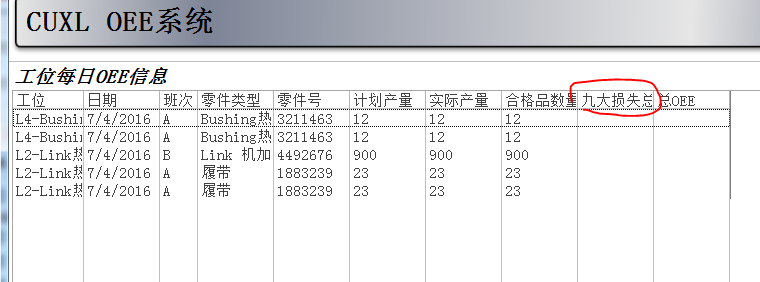 CUXL OEE系统
工位每日OEE信息
工位 日期 班次 零件类型 零件号 计划产量 实际产量 合格品数量 九大损失总 总OEE
L4-Bushin 7/4/2016 A Bushing热 3211463 12 12 12
L4-Bushin 7/4/2016 A Bushing热 3211463 12 12 12
L2-Link热 7/4/2016 B Link 机加 4492676 900 900 900
L2-Link热 7/4/2016 A 履带 1883239 23 23 23
L2-Link热 7/4/2016 A 履带 1883239 23 23 23